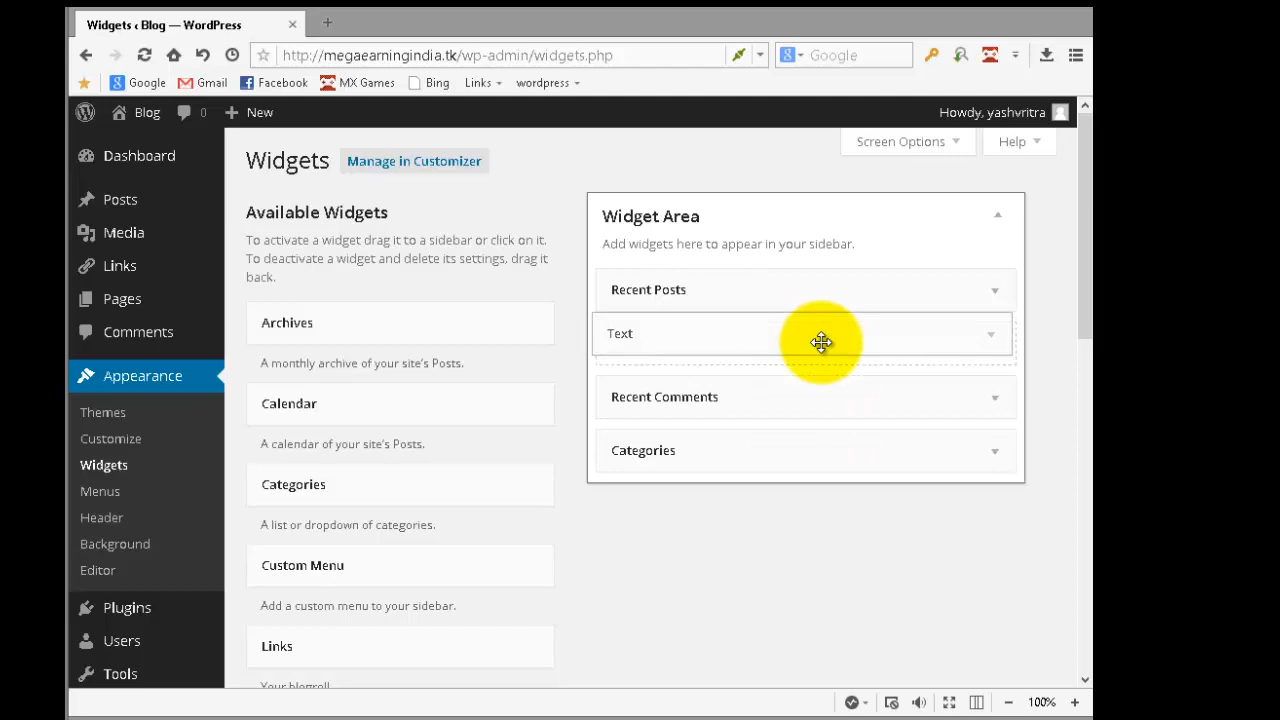 Widgets ‹ Blog — WordPress
http://megaearningindia.tk/wp-admin/widgets.php
Google
Google
Gmail
Facebook
MX Games
Bing
Links
wordpress
Blog
0
New
Howdy, yashvritra
Dashboard
Posts
Media
Links
Pages
Comments
Appearance
Themes
Customize
Widgets
Menus
Header
Background
Editor
Plugins
Users
Tools
Screen Options
Help
Widgets
Manage in Customizer
Available Widgets
To activate a widget drag it to a sidebar or click on it.
To deactivate a widget and delete its settings, drag it
back.
Archives
A monthly archive of your site's Posts.
Calendar
A calendar of your site's Posts.
Categories
A list or dropdown of categories.
Custom Menu
Add a custom menu to your sidebar.
Links
Your blogroll
Widget Area
Add widgets here to appear in your sidebar.
Recent Posts
Text
Recent Comments
Categories
100%